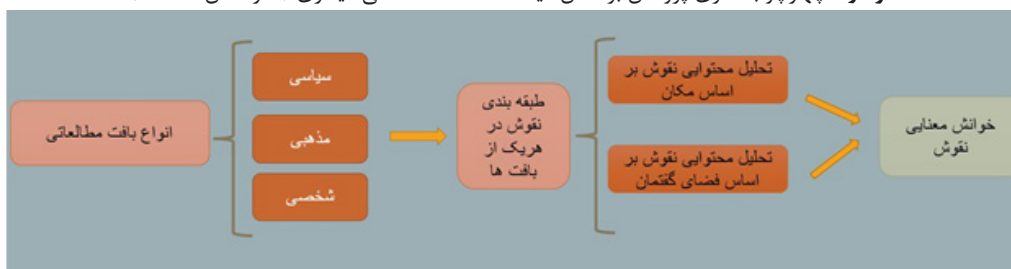 انواع بافت مطالعاتی
سیاسی
مذهبی
شخصی
طبقه بندی
نقوش در
هریک از
بافت ها
تحلیل محتوایی نقوش بر
اساس مکان
تحلیل محتوایی نقوش بر
اساس فضای گفتمان
خوانش معنایی
نقوش